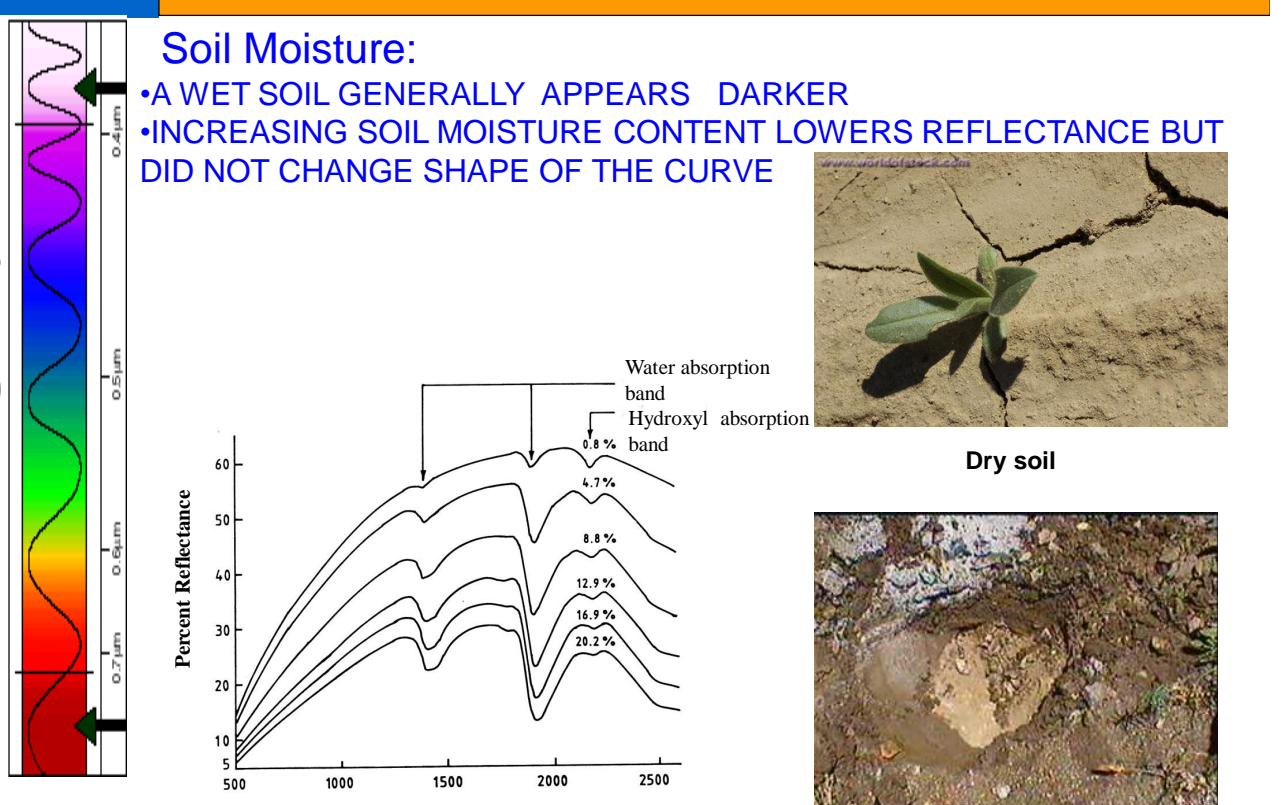 Soil Moisture:
•A WET SOIL GENERALLY APPEARS DARKER
•INCREASING SOIL MOISTURE CONTENT LOWERS REFLECTANCE BUT
DID NOT CHANGE SHAPE OF THE CURVE
www.worldofstock.com
0.4µm
0.5µm
0.6µm
0.7µm
Water absorption
band
Hydroxyl absorption
band
0.8 %
4.7 %
8.8 %
12.9 %
16.9 %
20.2 %
Percent Reflectance
60
50
40
30
20
10
5
500
1000
1500
2000
2500
Dry soil